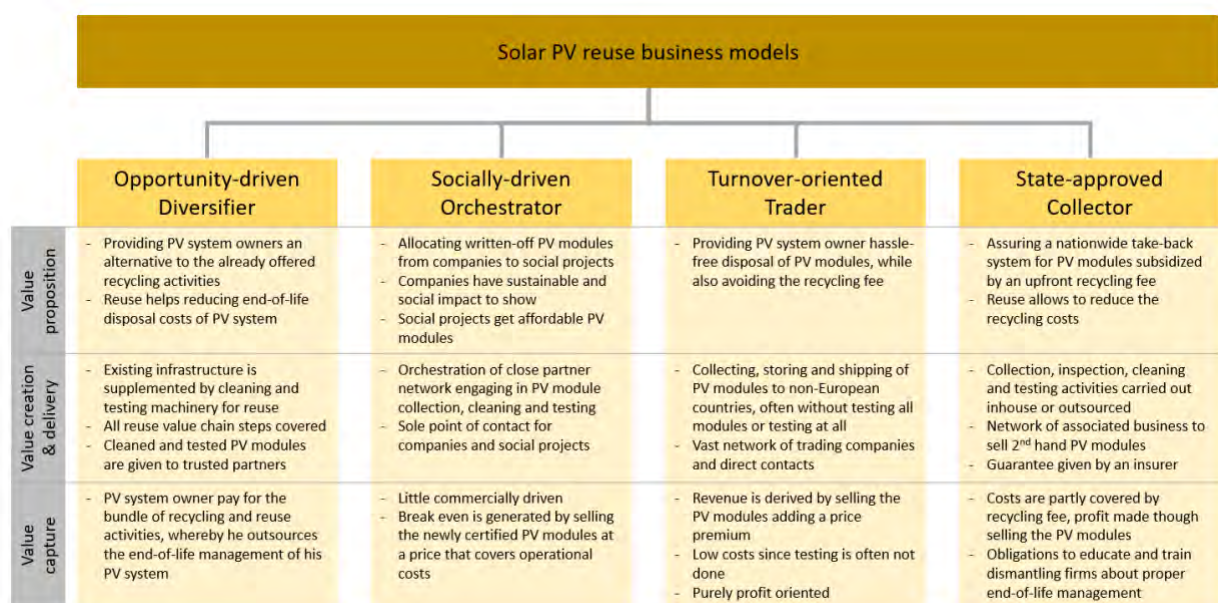 Solar PV reuse business models
Opportunity-driven
Diversifier
Socially-driven
Orchestrator
Turnover-oriented
Trader
State-approved
Collector
Value
proposition
- Providing PV system owners an
alternative to the already offered
recycling activities
- Reuse helps reducing end-of-life
disposal costs of PV system
- Allocating written-off PV modules
from companies to social projects
- Companies have sustainable and
social impact to show
- Social projects get affordable PV
modules
- Providing PV system owner hassle-
free disposal of PV modules, while
also avoiding the recycling fee
- Assuring a nationwide take-back
system for PV modules subsidized
by an upfront recycling fee
- Reuse allows to reduce the
recycling costs
Value creation
& delivery
- Existing infrastructure is
supplemented by cleaning and
testing machinery for reuse
- All reuse value chain steps covered
- Cleaned and tested PV modules
are given to trusted partners
- Orchestration of close partner
network engaging in PV module
collection, cleaning and testing
- Sole point of contact for
companies and social projects
- Collecting, storing and shipping of
PV modules to non-European
countries, often without testing all
modules or testing at all
- Vast network of trading companies
and direct contacts
- Collection, inspection, cleaning
and testing activities carried out
inhouse or outsourced
- Network of associated business to
sell 2nd hand PV modules
- Guarantee given by an insurer
Value
capture
- PV system owner pay for the
bundle of recycling and reuse
activities, whereby he outsources
the end-of-life management of his
PV system
- Little commercially driven
- Break even is generated by selling
the newly certified PV modules at
a price that covers operational
costs
- Revenue is derived by selling the
PV modules adding a price
premium
- Low costs since testing is often not
done
- Purely profit oriented
- Costs are partly covered by
recycling fee, profit made though
selling the PV modules
- Obligations to educate and train
dismantling firms about proper
end-of-life management